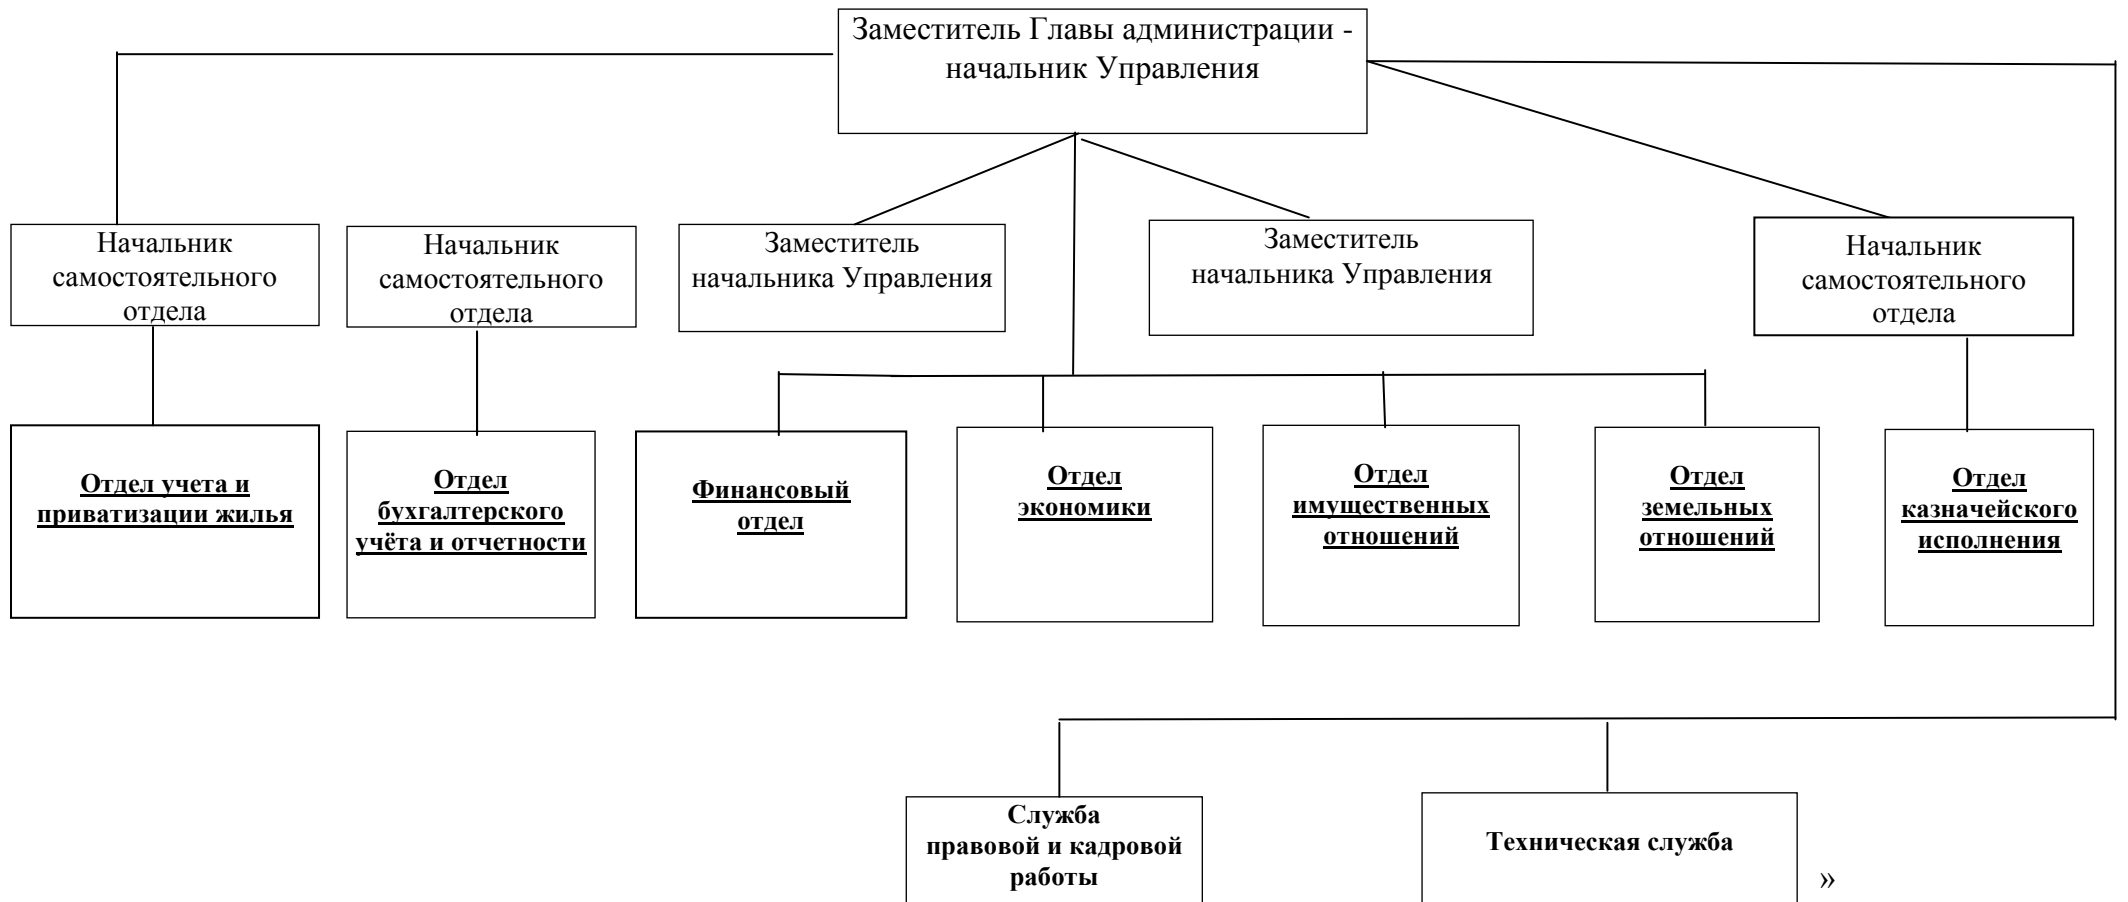 Заместитель Главы администрации -
начальник Управления
Начальник
самостоятельного
отдела
Начальник
самостоятельного
отдела
Заместитель
начальника Управления
Заместитель
начальника Управления
Начальник
самостоятельного
отдела
Отдел учета и
приватизации жилья
Отдел
бухгалтерского
учёта и отчетности
Финансовый
отдел
Отдел
экономики
Отдел
имущественных
отношений
Отдел
земельных
отношений
Отдел
казначейского
исполнения
Служба
правовой и кадровой
работы
Техническая служба
»